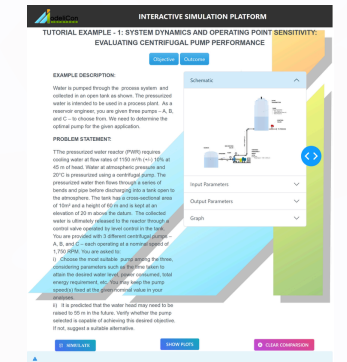 INTERACTIVE SIMULATION PLATFORM
TUTORIAL EXAMPLE - 1: SYSTEM DYNAMICS AND OPERATING POINT SENSITIVITY:
EVALUATING CENTRIFUGAL PUMP PERFORMANCE
Objective
Outcome
EXAMPLE DESCRIPTION:
Water is pumped through the process system and
collected in an open tank as shown. The pressurized
water is intended to be used in a process plant. As a
reservoir engineer, you are given three pumps – A, B,
and C – to choose from. We need to determine the
optimal pump for the given application.
PROBLEM STATEMENT:
TThe pressurized water reactor (PWR) requires
cooling water at flow rates of 1150 m³/h (+/-) 10% at
45 m of head. Water at atmospheric pressure and
20°C is pressurized using a centrifugal pump. The
pressurized water then flows through a series of
bends and pipe before discharging into a tank open to
the atmosphere. The tank has a cross-sectional area
of 10m² and a height of 60 m and is kept at an
elevation of 20 m above the datum. The collected
water is ultimately released to the reactor through a
control valve operated by level control in the tank.
You are provided with 3 different centrifugal pumps –
A, B, and C – each operating at a nominal speed of
1,750 RPM. You are asked to:
i) Choose the most suitable pump among the three,
considering parameters such as the time taken to
attain the desired water level, power consumed, total
energy requirement, etc. You may keep the pump
speed(s) fixed at the given nominal value in your
analyses.
ii) It is predicted that the water head may need to be
raised to 55 m in the future. Verify whether the pump
selected is capable of achieving this desired objective.
If not, suggest a suitable alternative.
Schematic
Input Parameters
Output Parameters
Graph
SIMULATE
SHOW PLOTS
CLEAR COMPARISON